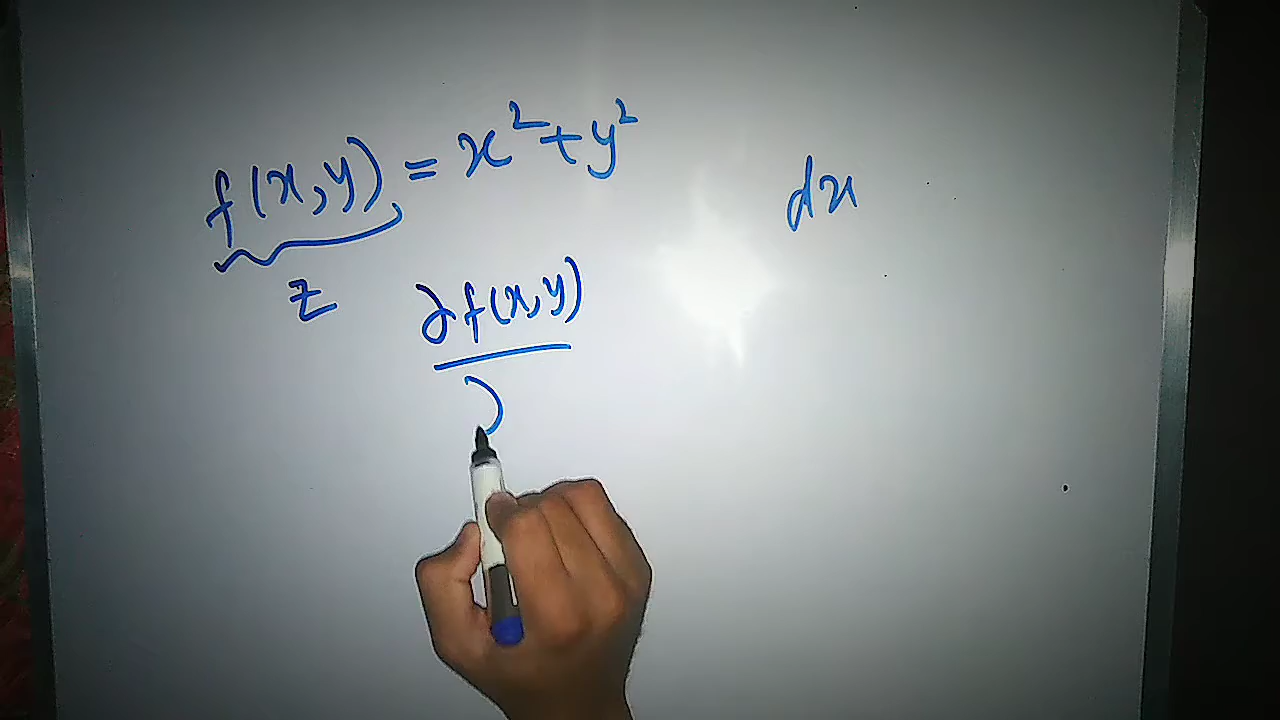 f(x,y) = x²+y²
z
dx
∂f(x,y)
∂